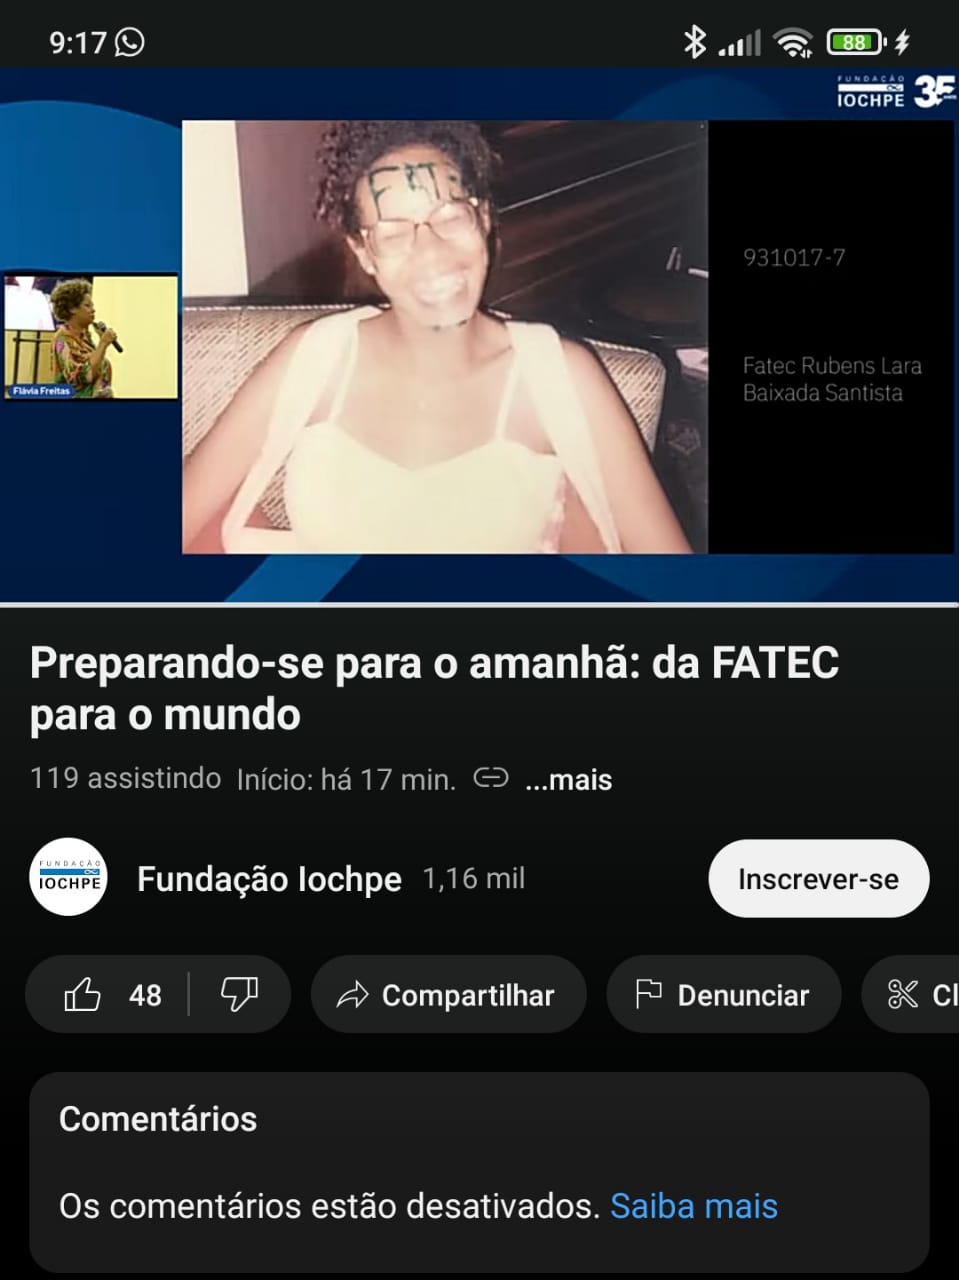 9:17
88
FUNDAÇÃO
IOCHPE
35
FATE
931017-7
Fatec Rubens Lara
Baixada Santista
Flávia Freitas
Preparando-se para o amanhã: da FATEC
para o mundo
119 assistindo Início: há 17 min. ...mais
FUNDAÇÃO
IOCHPE
Fundação Iochpe 1,16 mil
Inscrever-se
48
Compartilhar
Denunciar
Cl
Comentários
Os comentários estão desativados. Saiba mais